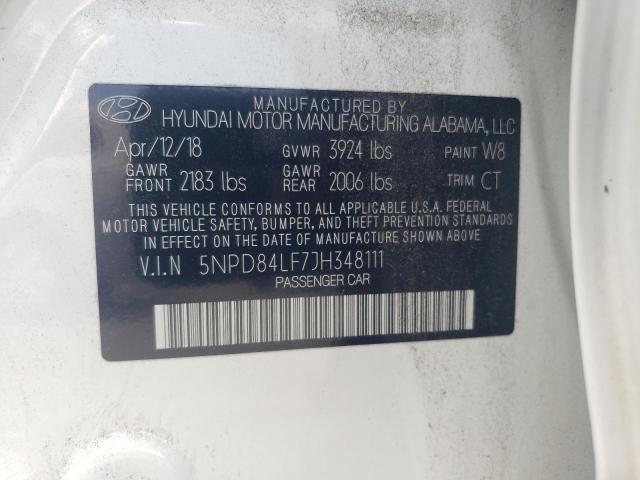 MANUFACTURED BY
HYUNDAI MOTOR MANUFACTURING ALABAMA, LLC
Apr/12/18 GVWR 3924 lbs PAINT W8
GAWR FRONT 2183 lbs GAWR REAR 2006 lbs TRIM CT
THIS VEHICLE CONFORMS TO ALL APPLICABLE U.S.A. FEDERAL
MOTOR VEHICLE SAFETY, BUMPER, AND THEFT PREVENTION STANDARDS
IN EFFECT ON THE DATE OF MANUFACTURE SHOWN ABOVE.
V.I.N 5NPD84LF7JH348111
PASSENGER CAR